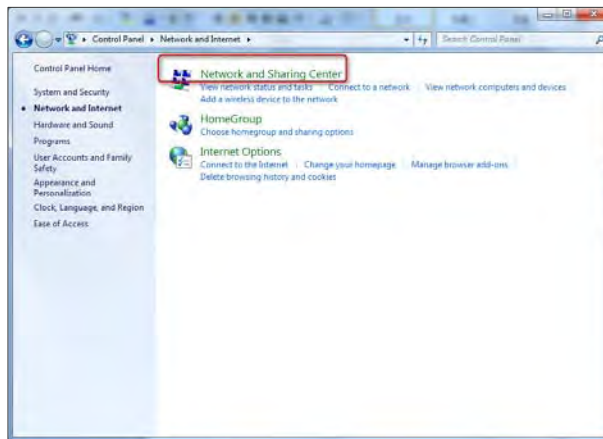 Control Panel ▸ Network and Internet ▸
Search Control Panel
Control Panel Home
System and Security
Network and Internet
Hardware and Sound
Programs
User Accounts and Family
Safety
Appearance and
Personalization
Clock, Language, and Region
Ease of Access
Network and Sharing Center
View network status and tasks
Connect to a network
View network computers and devices
Add a wireless device to the network
HomeGroup
Choose homegroup and sharing options
Internet Options
Connect to the Internet
Change your homepage
Manage browser add-ons
Delete browsing history and cookies